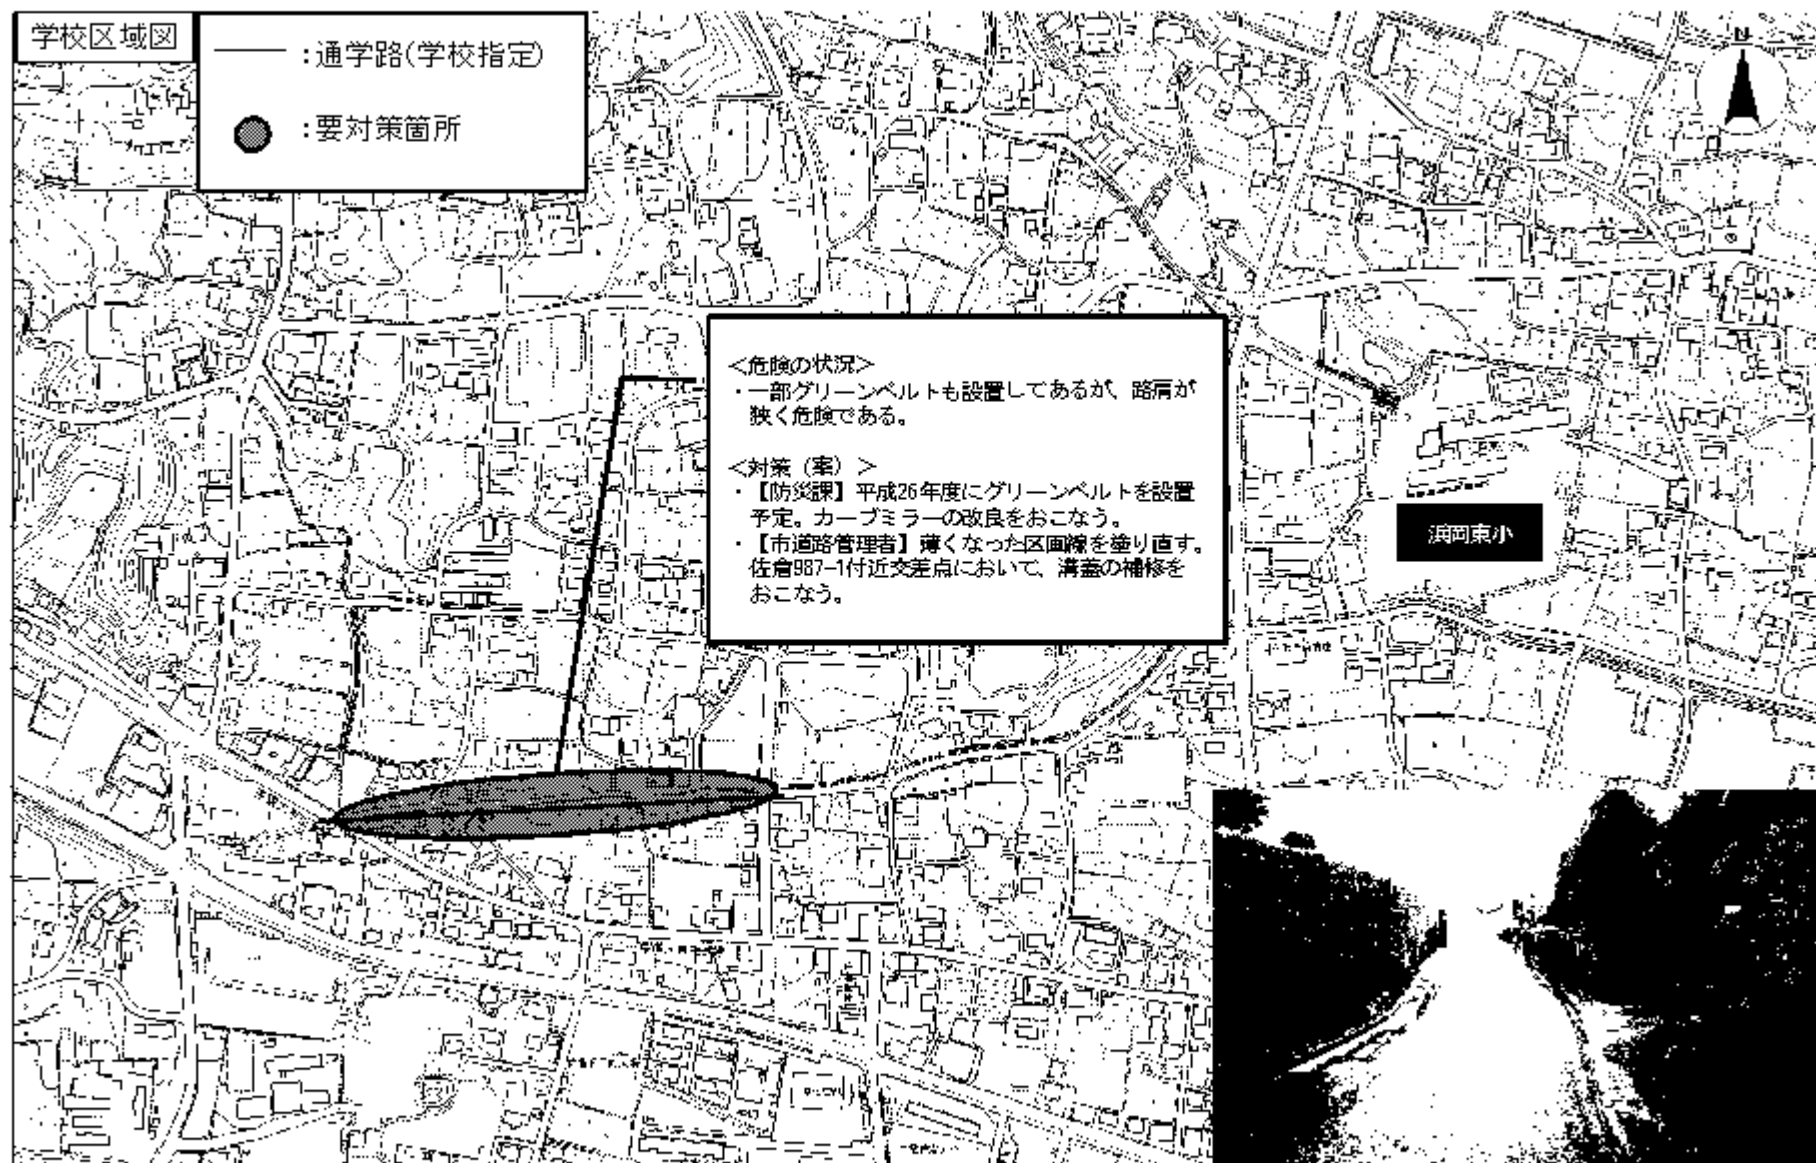 学校区域図
:通学路(学校指定)
:要対策箇所
N
<危険の状況>
・一部グリーンベルトも設置してあるが、路肩が
狭く危険である。
<対策（案）>
・【防災課】平成26年度にグリーンベルトを設置
予定。カーブミラーの改良をおこなう。
・【市道路管理者】薄くなった区画線を塗り直す。
佐倉987-1付近交差点において、溝蓋の補修を
おこなう。
浜岡東小